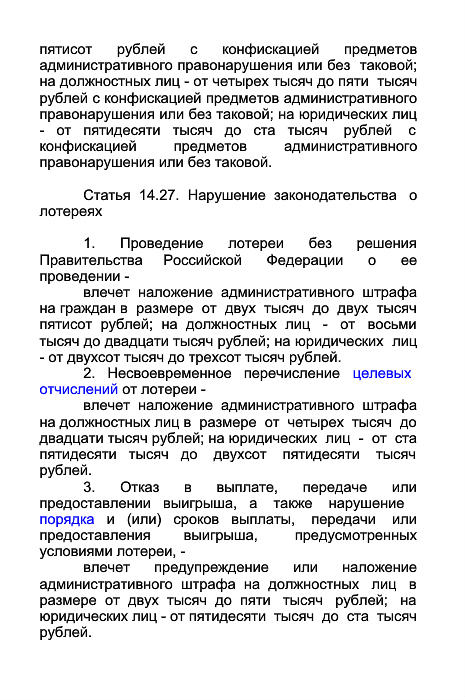 пятисот рублей с конфискацией предметов
административного правонарушения или без таковой;
на должностных лиц - от четырех тысяч до пяти тысяч
рублей с конфискацией предметов административного
правонарушения или без таковой; на юридических лиц
- от пятидесяти тысяч до ста тысяч рублей с
конфискацией предметов административного
правонарушения или без таковой.
Статья 14.27. Нарушение законодательства о
лотереях
1. Проведение лотереи без решения
Правительства Российской Федерации о ее
проведении -
влечет наложение административного штрафа
на граждан в размере от двух тысяч до двух тысяч
пятисот рублей; на должностных лиц - от восьми
тысяч до двадцати тысяч рублей; на юридических лиц
- от двухсот тысяч до трехсот тысяч рублей.
2. Несвоевременное перечисление целевых
отчислений от лотереи -
влечет наложение административного штрафа
на должностных лиц в размере от четырех тысяч до
двадцати тысяч рублей; на юридических лиц - от ста
пятидесяти тысяч до двухсот пятидесяти тысяч
рублей.
3. Отказ в выплате, передаче или
предоставлении выигрыша, а также нарушение
порядка и (или) сроков выплаты, передачи или
предоставления выигрыша, предусмотренных
условиями лотереи, -
влечет предупреждение или наложение
административного штрафа на должностных лиц в
размере от двух тысяч до пяти тысяч рублей; на
юридических лиц - от пятидесяти тысяч до ста тысяч
рублей.